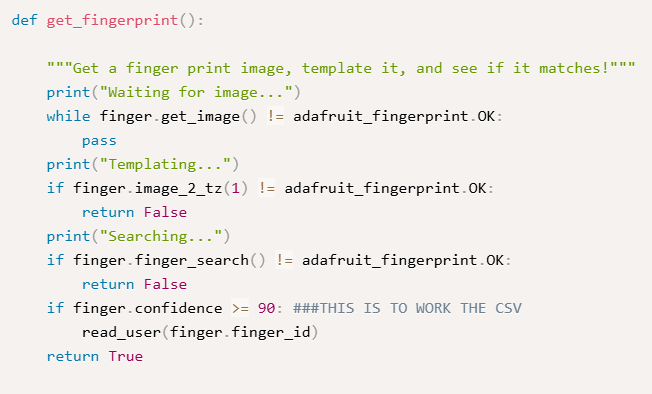 def get_fingerprint():
    """Get a finger print image, template it, and see if it matches!"""
    print("Waiting for image...")
    while finger.get_image() != adafruit_fingerprint.OK:
        pass
    print("Templating...")
    if finger.image_2_tz(1) != adafruit_fingerprint.OK:
        return False
    print("Searching...")
    if finger.finger_search() != adafruit_fingerprint.OK:
        return False
    if finger.confidence >= 90: ###THIS IS TO WORK THE CSV
        read_user(finger.finger_id)
    return True